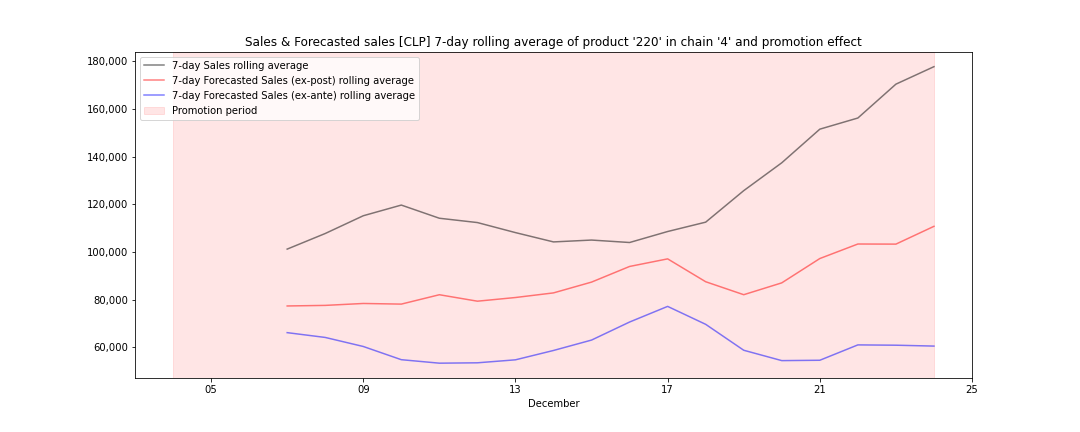 Sales & Forecasted sales [CLP] 7-day rolling average of product '220' in chain '4' and promotion effect
180,000
160,000
140,000
120,000
100,000
80,000
60,000
7-day Sales rolling average
7-day Forecasted Sales (ex-post) rolling average
7-day Forecasted Sales (ex-ante) rolling average
Promotion period
05
09
13
17
21
25
December